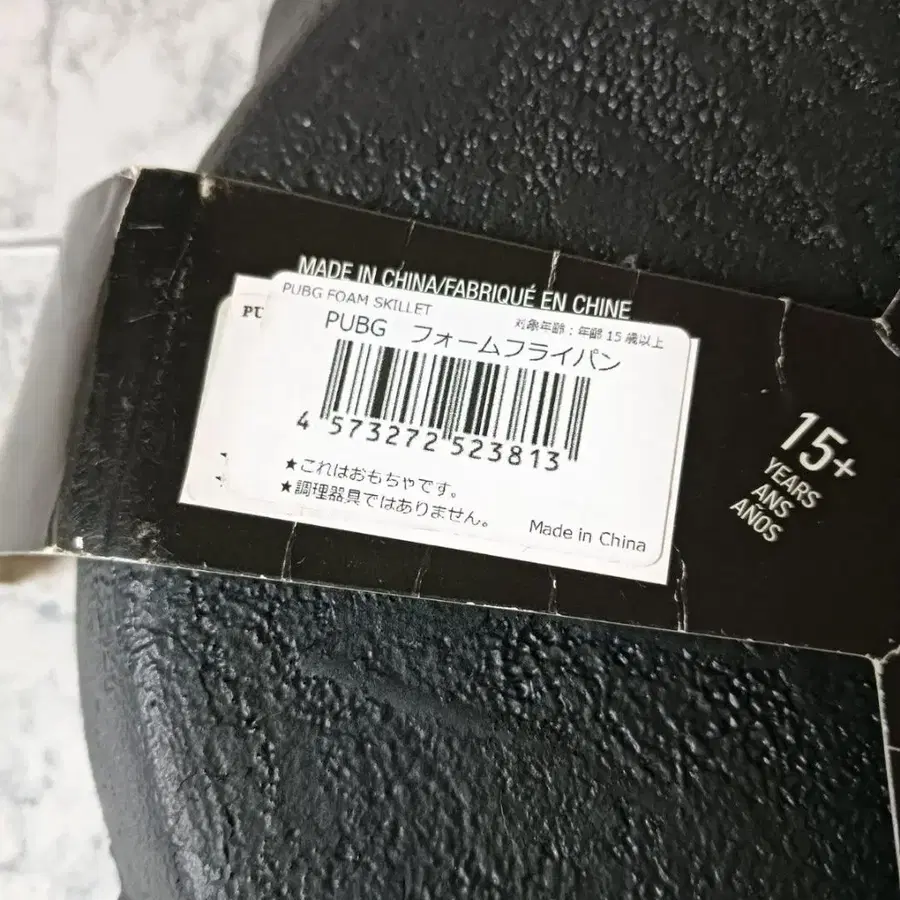 MADE IN CHINA/FABRIQUÉ EN CHINE
PU
PUBG FOAM SKILLET
対象年齢：年齢 15 歳以上
PUBG フォームフライパン
4 573272 523813
★これはおもちゃです。
★調理器具ではありません。
Made in China
15+
YEARS
ANS
AÑOS